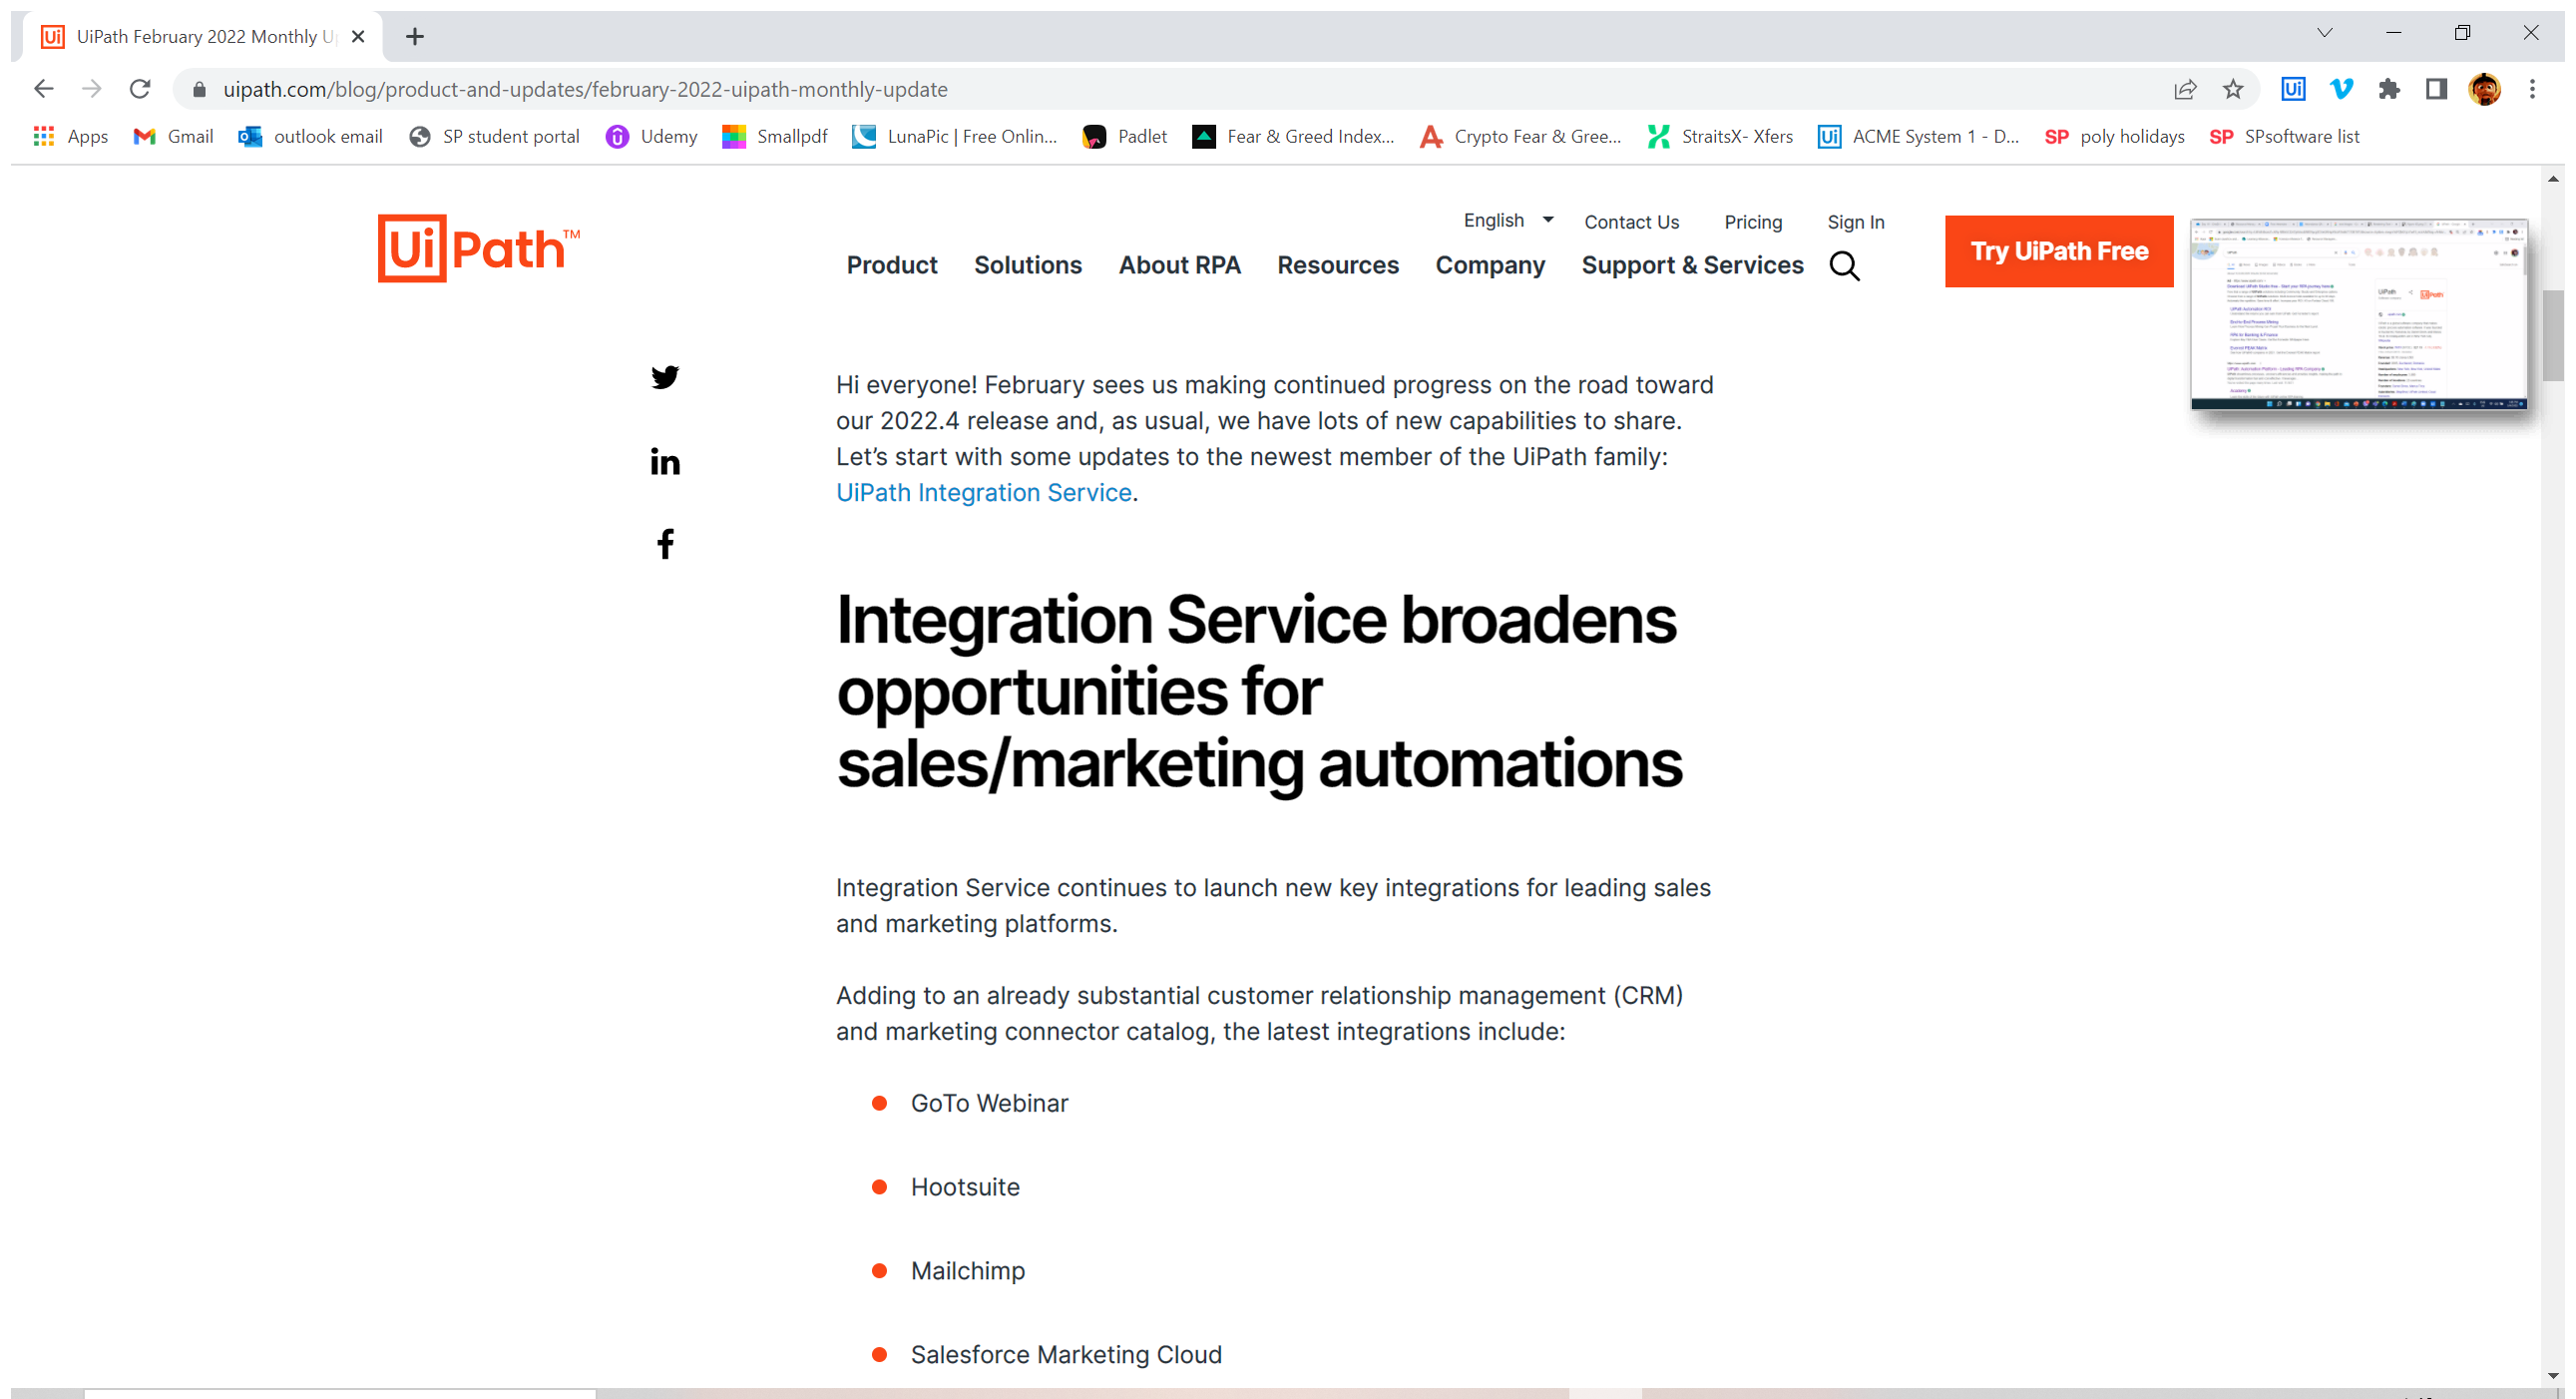 UiPath February 2022 Monthly U
uipath.com/blog/product-and-updates/february-2022-uipath-monthly-update
Apps Gmail outlook email SP student portal Udemy Smallpdf LunaPic | Free Onlin... Padlet Fear & Greed Index... Crypto Fear & Gree... StraitsX- Xfers ACME System 1 - D... SP poly holidays SP SPsoftware list
UiPath™
English Contact Us Pricing Sign In
Product Solutions About RPA Resources Company Support & Services
Try UiPath Free
Hi everyone! February sees us making continued progress on the road toward
our 2022.4 release and, as usual, we have lots of new capabilities to share.
Let’s start with some updates to the newest member of the UiPath family:
UiPath Integration Service.
Integration Service broadens
opportunities for
sales/marketing automations
Integration Service continues to launch new key integrations for leading sales
and marketing platforms.
Adding to an already substantial customer relationship management (CRM)
and marketing connector catalog, the latest integrations include:
GoTo Webinar
Hootsuite
Mailchimp
Salesforce Marketing Cloud